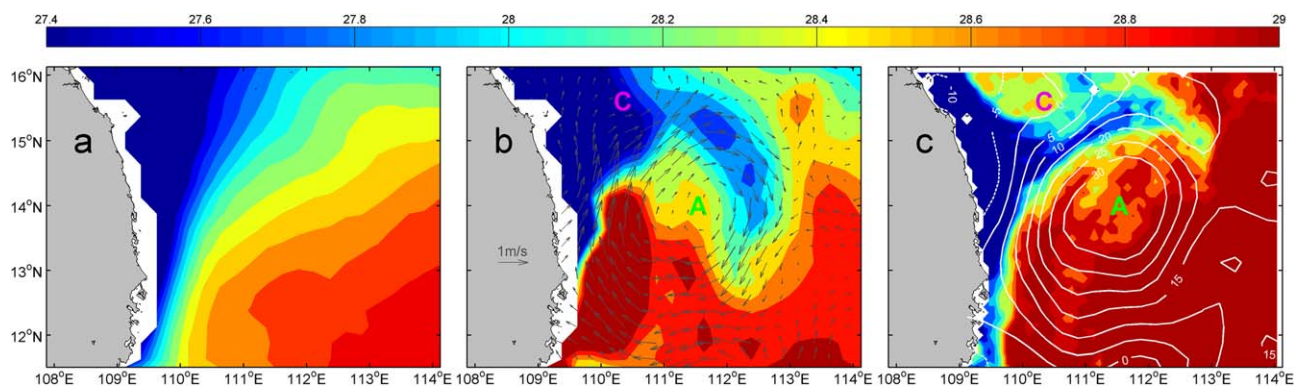 27.4 27.6 27.8 28 28.2 28.4 28.6 28.8 29
16°N 15°N 14°N 13°N 12°N
a
108°E 109°E 110°E 111°E 112°E 113°E 114°E
b
C
A
1m/s
108°E 109°E 110°E 111°E 112°E 113°E 114°E
c
C
A
-10
5
10
20
30
15
0
15
108°E 109°E 110°E 111°E 112°E 113°E 114°E